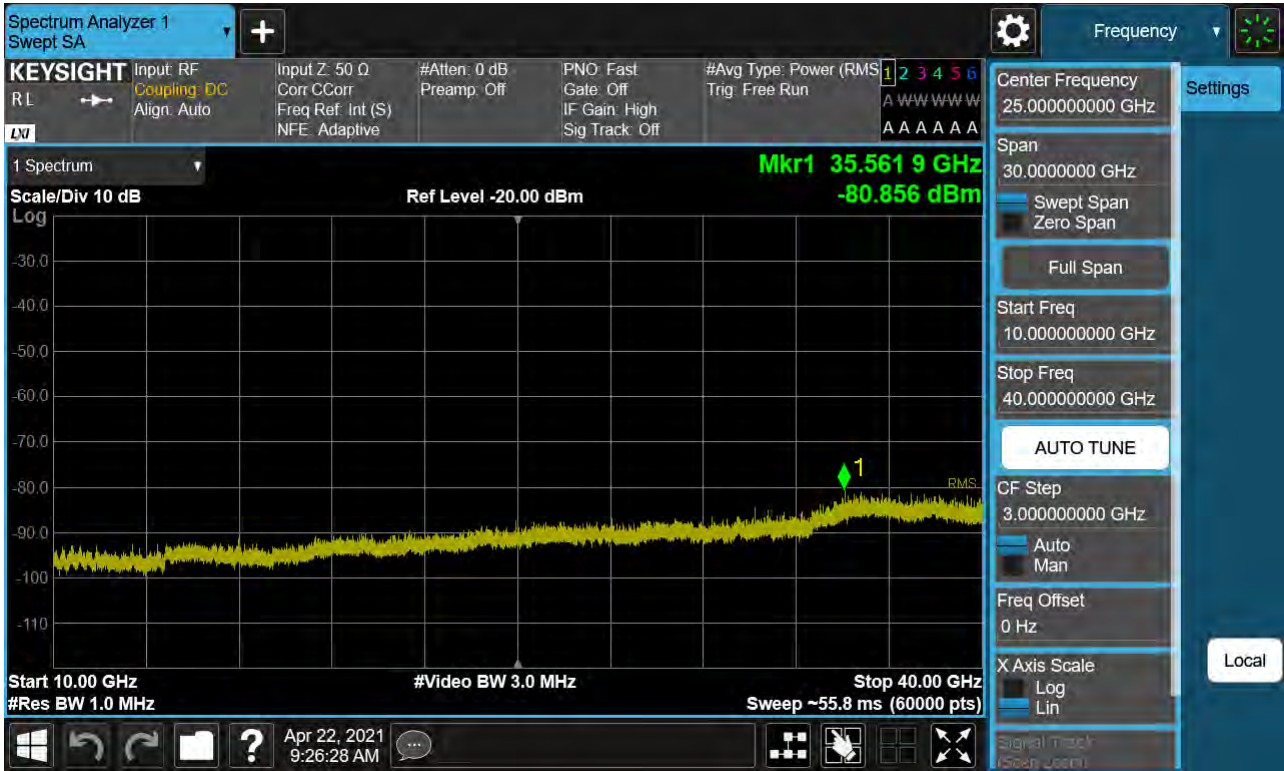 Spectrum Analyzer 1
Swept SA
Frequency
KEYSIGHT
R L
LXI
Input: RF
Coupling: DC
Align: Auto
Input Z: 50 Ω
Corr CCorr
Freq Ref: Int (S)
NFE: Adaptive
#Atten: 0 dB
Preamp: Off
PNO: Fast
Gate: Off
IF Gain: High
Sig Track: Off
#Avg Type: Power (RMS
Trig: Free Run
1 2 3 4 5 6
A W W W W W
A A A A A A
Center Frequency
25.000000000 GHz
Settings
Span
30.0000000 GHz
Swept Span
Zero Span
Full Span
Start Freq
10.000000000 GHz
Stop Freq
40.000000000 GHz
AUTO TUNE
CF Step
3.000000000 GHz
Auto
Man
Freq Offset
0 Hz
X Axis Scale
Log
Lin
Signal Track
(Span Zoom)
Local
1 Spectrum
Mkr1 35.561 9 GHz
-80.856 dBm
Scale/Div 10 dB
Ref Level -20.00 dBm
Log
-30.0
-40.0
-50.0
-60.0
-70.0
1
RMS
-80.0
-90.0
-100
-110
Start 10.00 GHz
#Video BW 3.0 MHz
Stop 40.00 GHz
#Res BW 1.0 MHz
Sweep ~55.8 ms (60000 pts)
?
Apr 22, 2021
9:26:28 AM